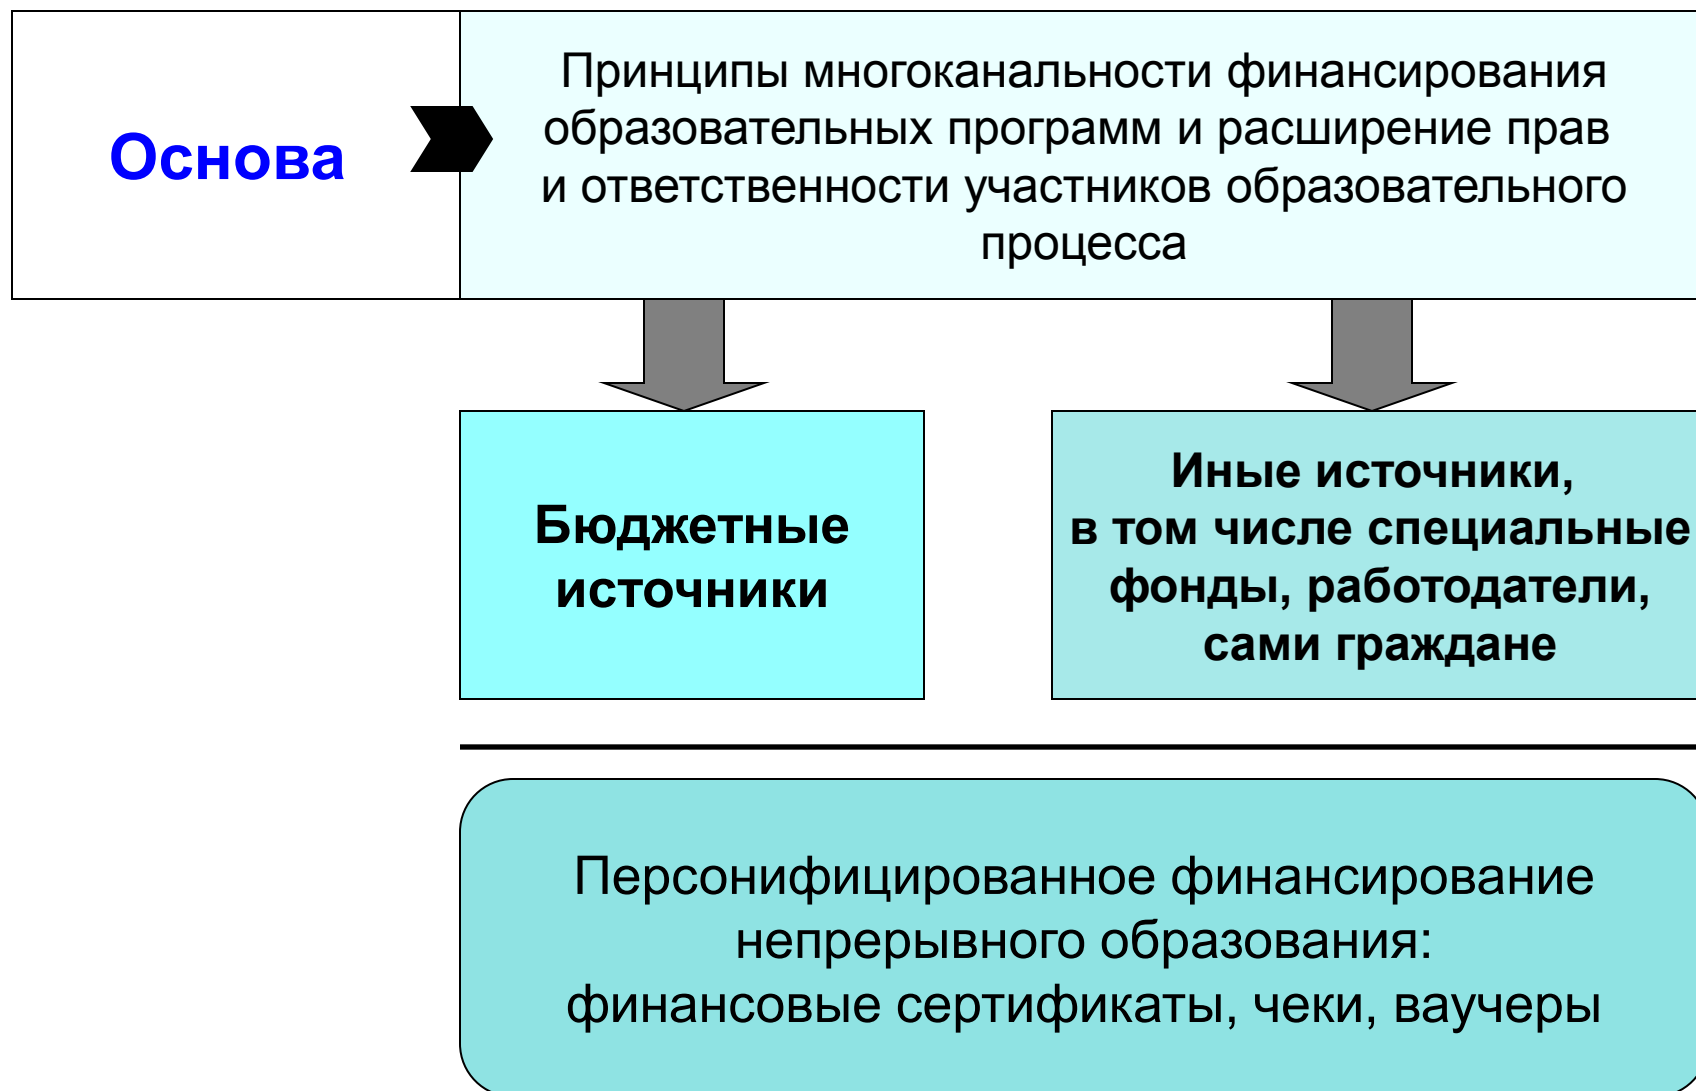 Основа
Принципы многоканальности финансирования
образовательных программ и расширение прав
и ответственности участников образовательного
процесса
Бюджетные
источники
Иные источники,
в том числе специальные
фонды, работодатели,
сами граждане
Персонифицированное финансирование
непрерывного образования:
финансовые сертификаты, чеки, ваучеры